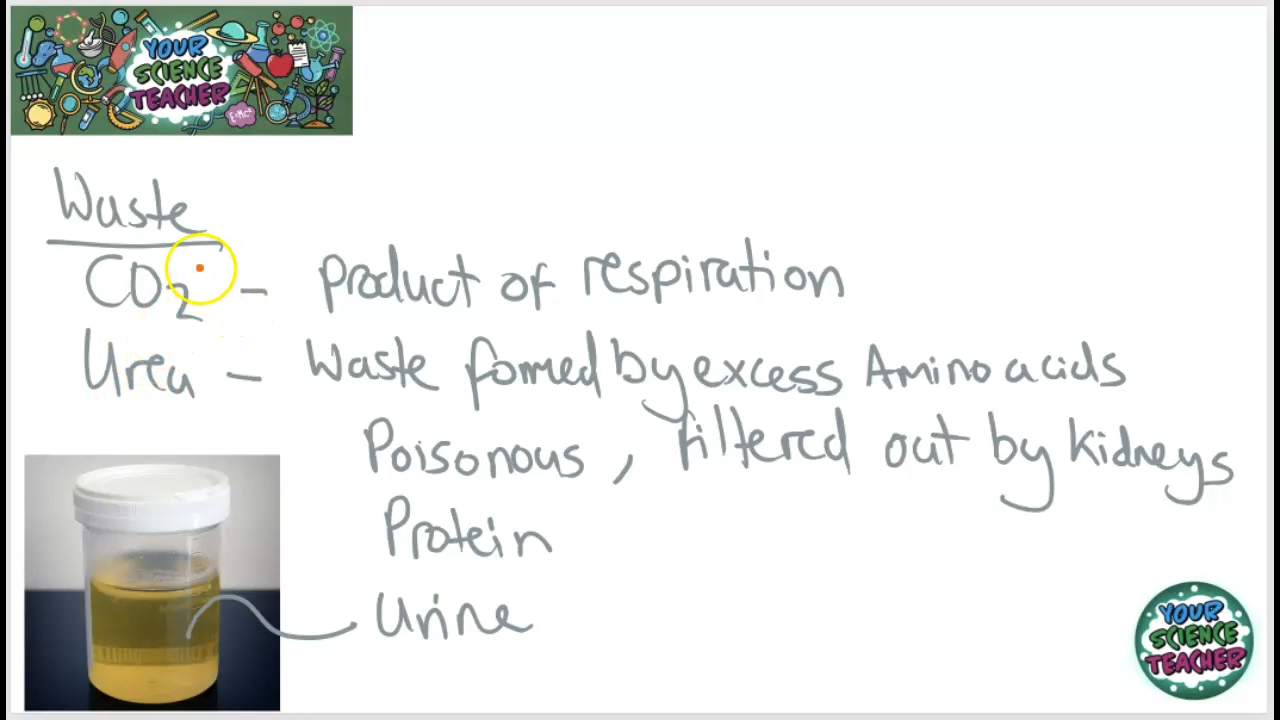 YOUR
SCIENCE
TEACHER
E=MC²
Waste
CO2 - product of respiration
Urea - Waste formed by excess Amino acids
Poisonous, filtered out by kidneys
Protein
Urine
YOUR
SCIENCE
TEACHER